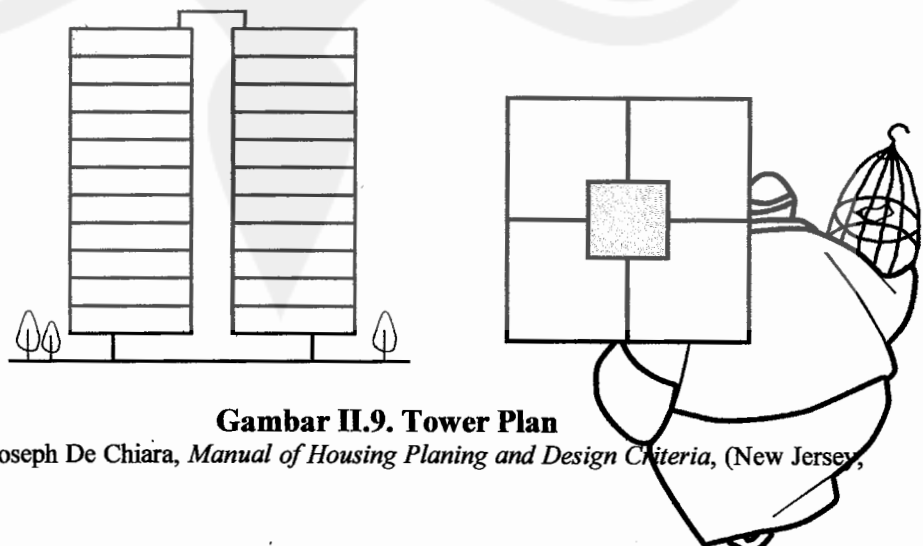 Gambar II.9. Tower Plan
oseph De Chiara, Manual of Housing Planing and Design Criteria, (New Jersey,